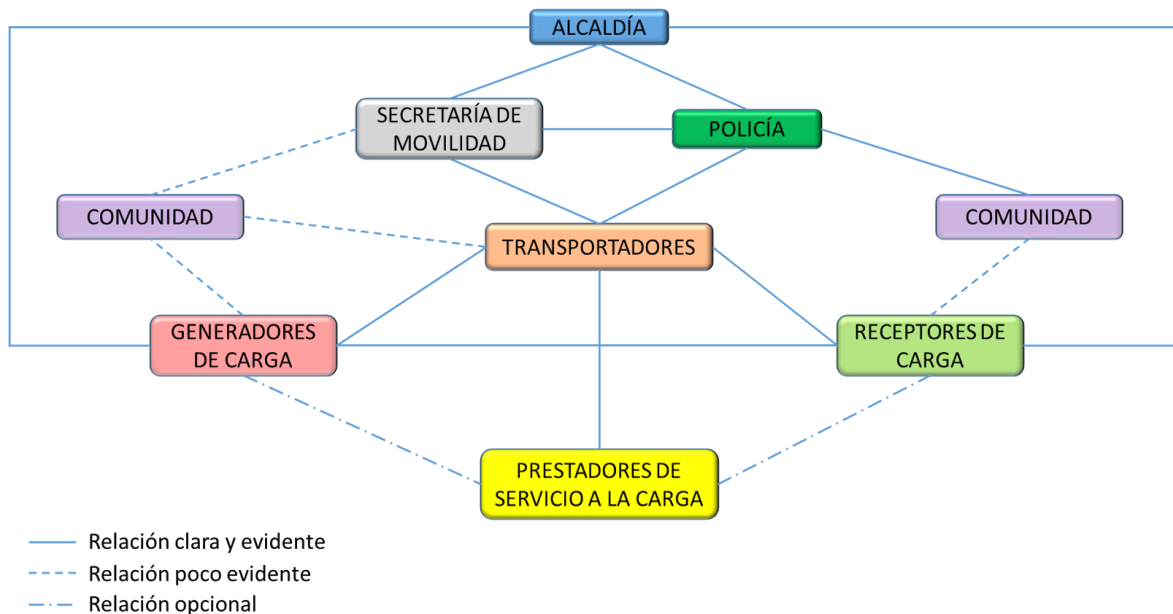 ALCALDÍA
SECRETARÍA DE
MOVILIDAD
POLICÍA
COMUNIDAD
COMUNIDAD
TRANSPORTADORES
GENERADORES
DE CARGA
RECEPTORES DE
CARGA
PRESTADORES DE
SERVICIO A LA CARGA
Relación clara y evidente
Relación poco evidente
Relación opcional